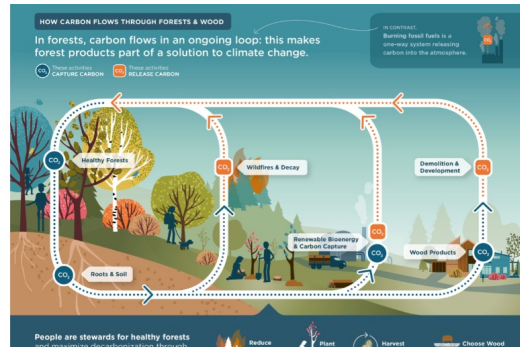 HOW CARBON FLOWS THROUGH FORESTS & WOOD
In forests, carbon flows in an ongoing loop: this makes
forest products part of a solution to climate change.
CO₂
These activities
CAPTURE CARBON
CO₂
These activities
RELEASE CARBON
IN CONTRAST,
Burning fossil fuels is a
one-way system releasing
carbon into the atmosphere.
CO₂
CO₂
Healthy Forests
CO₂
Wildfires & Decay
CO₂
Demolition &
Development
CO₂
Renewable Bioenergy
& Carbon Capture
CO₂
Wood Products
CO₂
CO₂
Roots & Soil
People are stewards for healthy forests
and maximize decarbonization through
Reduce
Plant
Harvest
Choose Wood